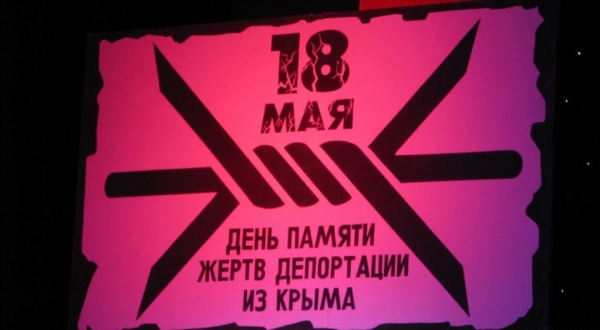 18
МАЯ
ДЕНЬ ПАМЯТИ
ЖЕРТВ ДЕПОРТАЦИИ
ИЗ КРЫМА